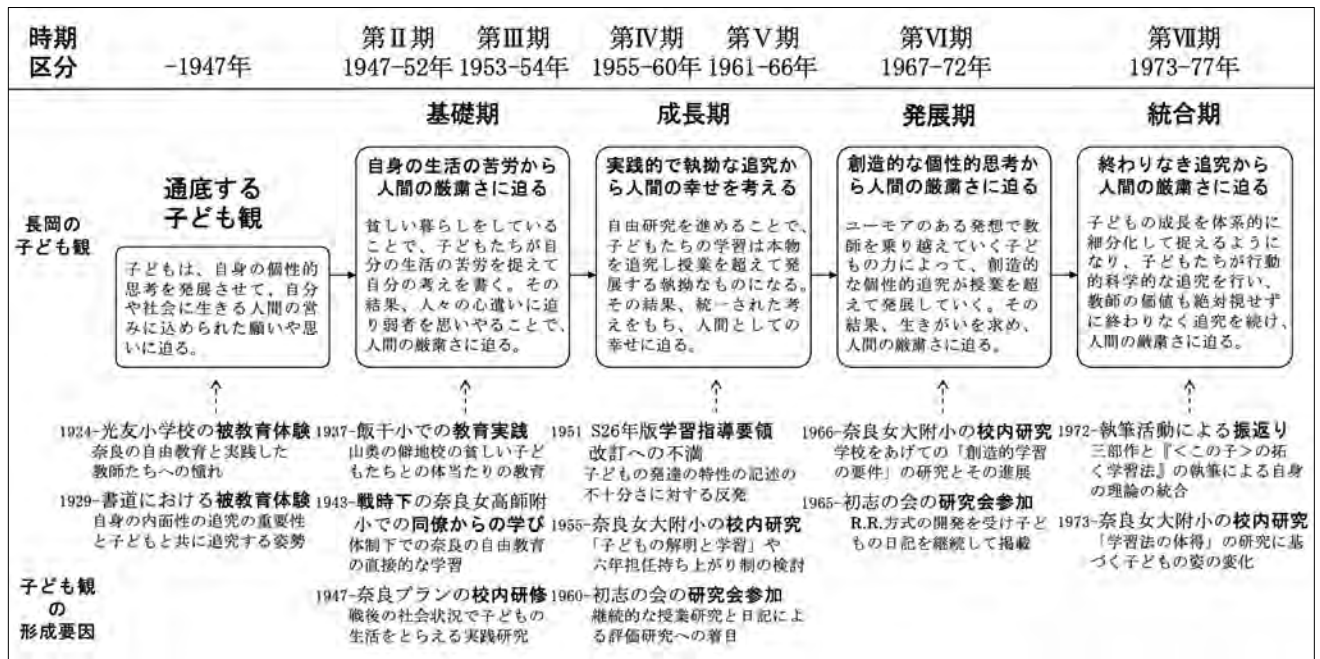 時期
区分
-1947年
第Ⅱ期
1947-52年
第Ⅲ期
1953-54年
第Ⅳ期
1955-60年
第Ⅴ期
1961-66年
第Ⅵ期
1967-72年
第Ⅶ期
1973-77年
長岡の
子ども観
通底する
子ども観
子どもは、自身の個性的
思考を発展させて，自分
や社会に生きる人間の営
みに込められた願いや思
いに迫る。
基礎期
自身の生活の苦労から
人間の厳粛さに迫る
貧しい暮らしをしている
ことで、子どもたちが自
分の生活の苦労を捉えて
自分の考えを書く。その
結果、人々の心遣いに迫
り弱者を思いやることで、
人間の厳粛さに迫る。
成長期
実践的で執拗な追究か
ら人間の幸せを考える
自由研究を進めることで、
子どもたちの学習は本物
を追究し授業を超えて発
展する執拗なものになる。
その結果、統一された考
えをもち、人間としての
幸せに迫る。
発展期
創造的な個性的思考か
ら人間の厳粛さに迫る
ユーモアのある発想で教
師を乗り越えていく子ど
もの力によって、創造的
な個性的追究が授業を超
えて発展していく。その
結果、生きがいを求め、
人間の厳粛さに迫る。
統合期
終わりなき追究から
人間の厳粛さに迫る
子どもの成長を体系的に
細分化して捉えるように
なり、子どもたちが行動
的科学的な追究を行い、
教師の価値も絶対視せず
に終わりなく追究を続け、
人間の厳粛さに迫る。
子ども観
の
形成要因
1924-光友小学校の被教育体験
奈良の自由教育と実践した
教師たちへの憧れ
1929-書道における被教育体験
自身の内面性の追究の重要性
と子どもと共に追究する姿勢
1937-飯干小での教育実践
山奥の僻地校の貧しい子ど
もたちとの体当たりの教育
1943-戦時下の奈良女高師附
小での同僚からの学び
体制下での奈良の自由教育
の直接的な学習
1947-奈良プランの校内研修
戦後の社会状況で子どもの
生活をとらえる実践研究
1951 S26年版学習指導要領
改訂への不満
子どもの発達の特性の記述の
不十分さに対する反発
1955-奈良女大附小の校内研究
「子どもの解明と学習」や
六年担任持ち上がり制の検討
1960-初志の会の研究会参加
継続的な授業研究と日記によ
る評価研究への着目
1966-奈良女大附小の校内研究
学校をあげての「創造的学習
の要件」の研究とその進展
1965-初志の会の研究会参加
R.R.方式の開発を受け子ど
もの日記を継続して掲載
1972-執筆活動による振返り
三部作と『<この子>の拓
く学習法』の執筆による自身
の理論の統合
1973-奈良女大附小の校内研究
「学習法の体得」の研究に基
づく子どもの姿の変化